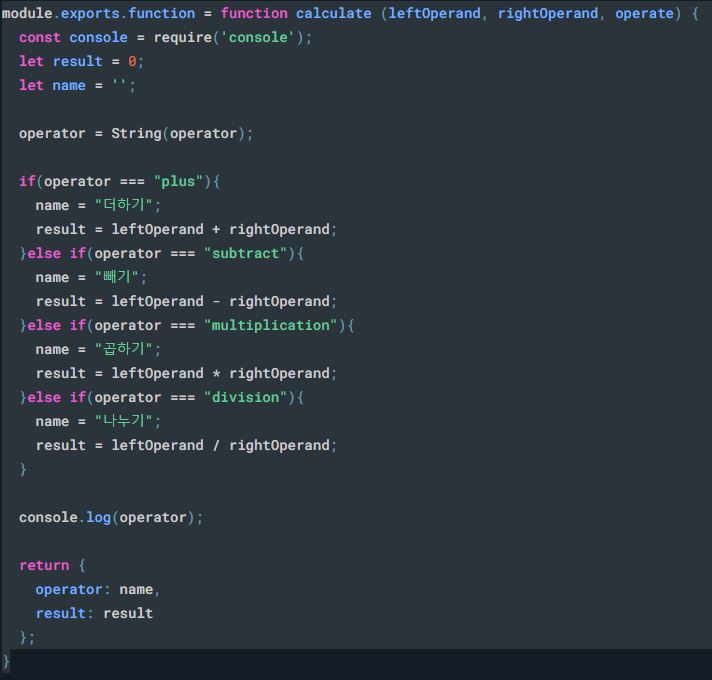 module.exports.function = function calculate (leftOperand, rightOperand, operate) {
  const console = require('console');
  let result = 0;
  let name = '';

  operator = String(operator);

  if(operator === "plus"){
    name = "더하기";
    result = leftOperand + rightOperand;
  }else if(operator === "subtract"){
    name = "빼기";
    result = leftOperand - rightOperand;
  }else if(operator === "multiplication"){
    name = "곱하기";
    result = leftOperand * rightOperand;
  }else if(operator === "division"){
    name = "나누기";
    result = leftOperand / rightOperand;
  }

  console.log(operator);

  return {
    operator: name,
    result: result
  };
}